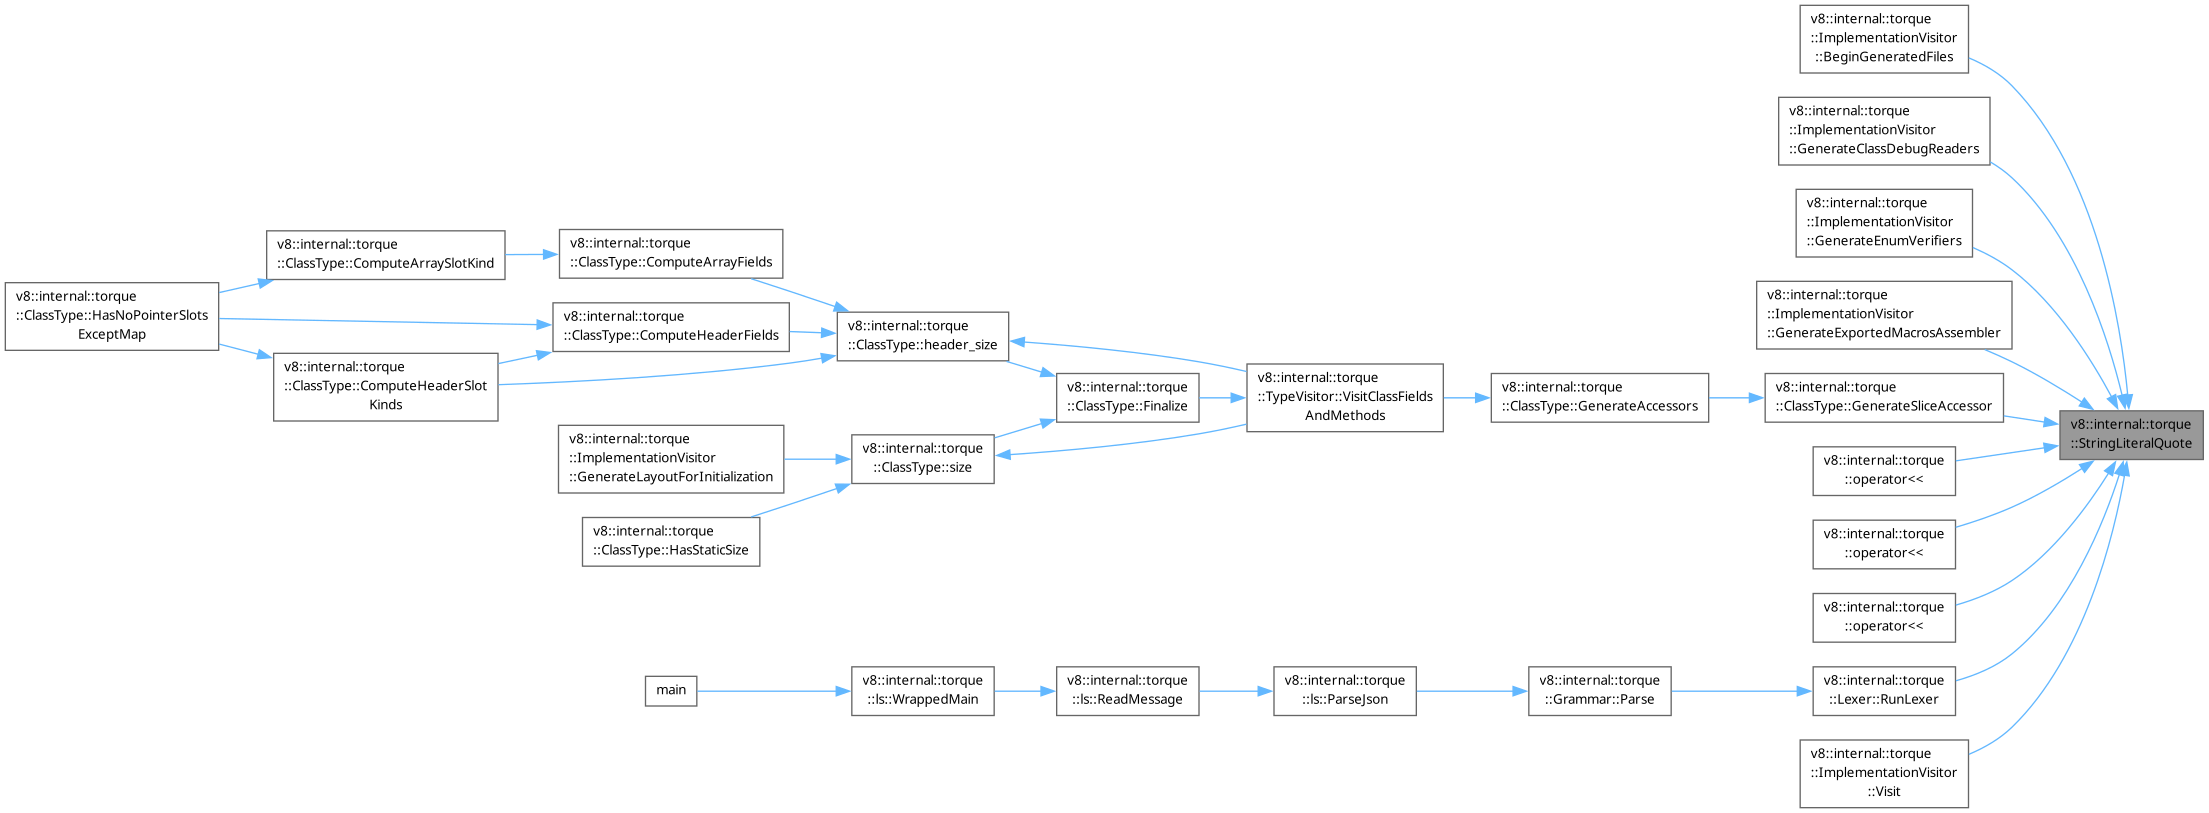 v8::internal::torque
::ImplementationVisitor
::BeginGeneratedFiles
v8::internal::torque
::ImplementationVisitor
::GenerateClassDebugReaders
v8::internal::torque
::ImplementationVisitor
::GenerateEnumVerifiers
v8::internal::torque
::ImplementationVisitor
::GenerateExportedMacrosAssembler
v8::internal::torque
::ClassType::HasNoPointerSlots
ExceptMap
v8::internal::torque
::ClassType::ComputeArraySlotKind
v8::internal::torque
::ClassType::ComputeArrayFields
v8::internal::torque
::ClassType::ComputeHeaderFields
v8::internal::torque
::ClassType::ComputeHeaderSlot
Kinds
v8::internal::torque
::ClassType::header_size
v8::internal::torque
::ClassType::Finalize
v8::internal::torque
::TypeVisitor::VisitClassFields
AndMethods
v8::internal::torque
::ClassType::GenerateAccessors
v8::internal::torque
::ClassType::GenerateSliceAccessor
v8::internal::torque
::StringLiteralQuote
v8::internal::torque
::ImplementationVisitor
::GenerateLayoutForInitialization
v8::internal::torque
::ClassType::size
v8::internal::torque
::ClassType::HasStaticSize
v8::internal::torque
::operator<<
v8::internal::torque
::operator<<
v8::internal::torque
::operator<<
main
v8::internal::torque
::ls::WrappedMain
v8::internal::torque
::ls::ReadMessage
v8::internal::torque
::ls::ParseJson
v8::internal::torque
::Grammar::Parse
v8::internal::torque
::Lexer::RunLexer
v8::internal::torque
::ImplementationVisitor
::Visit